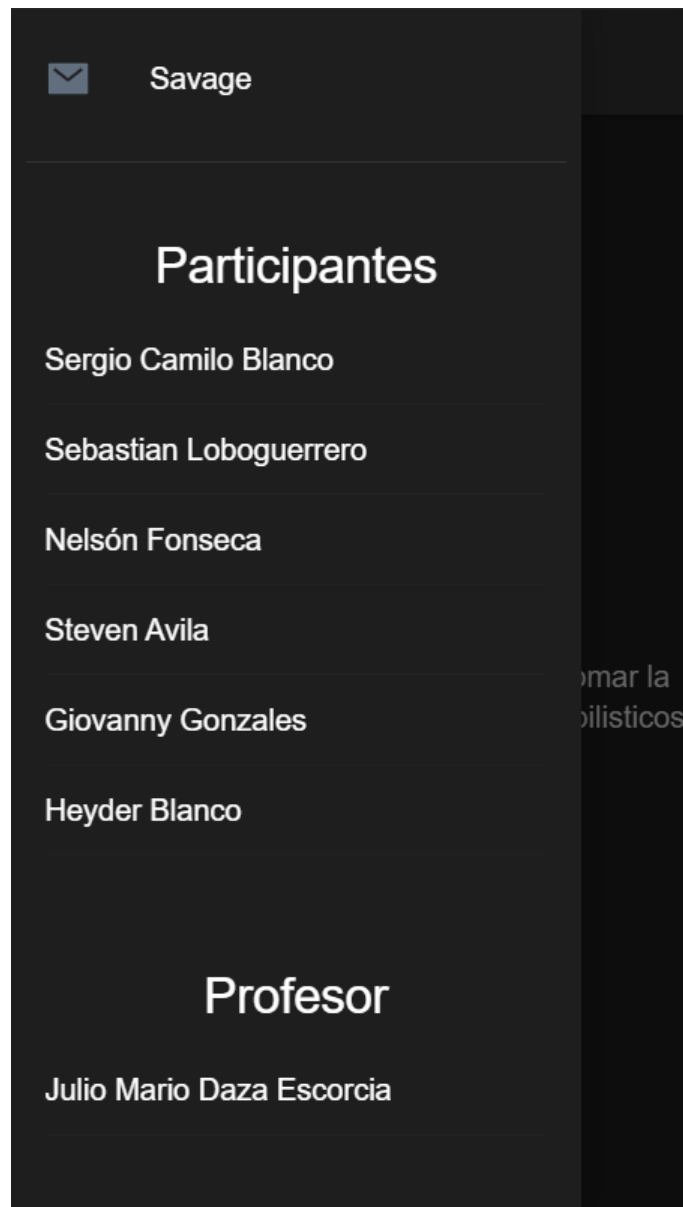 Savage
Participantes
Sergio Camilo Blanco
Sebastian Loboguerrero
Nelsón Fonseca
Steven Avila
Giovanny Gonzales
Heyder Blanco
la
Profesor
Julio Mario Daza Escorcia